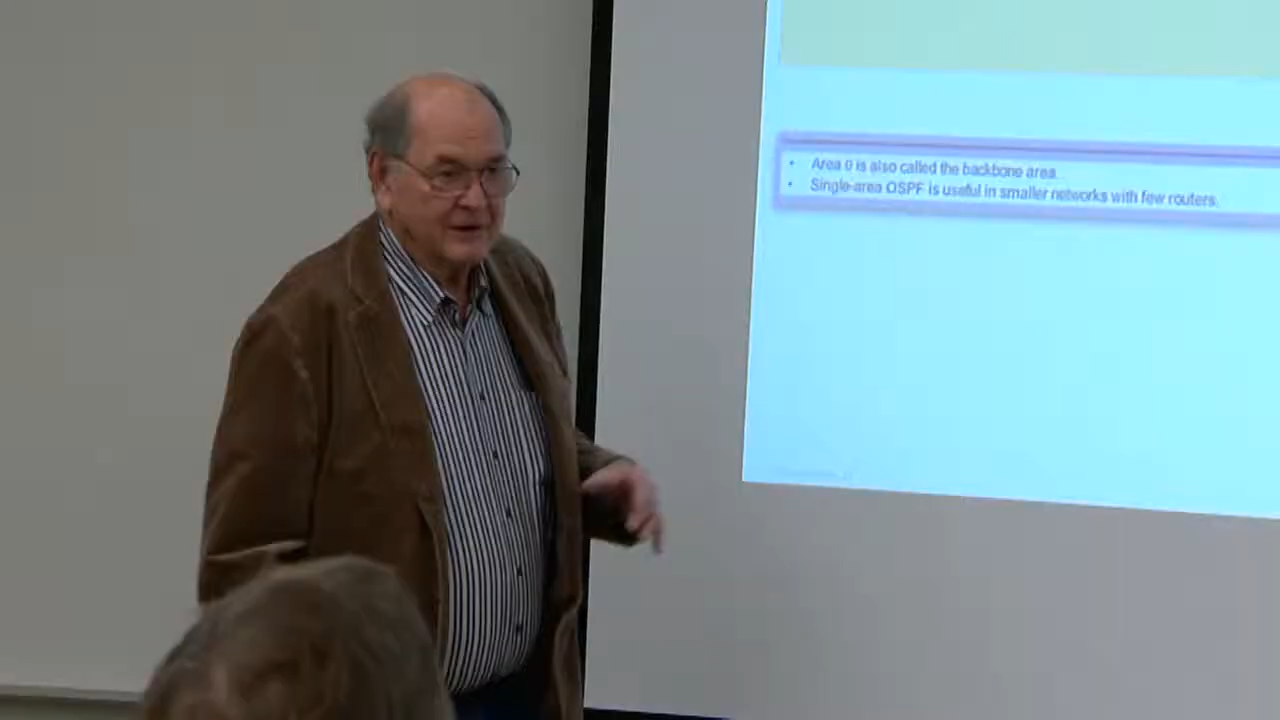 • Area 0 is also called the backbone area.
• Single-area OSPF is useful in smaller networks with few routers.